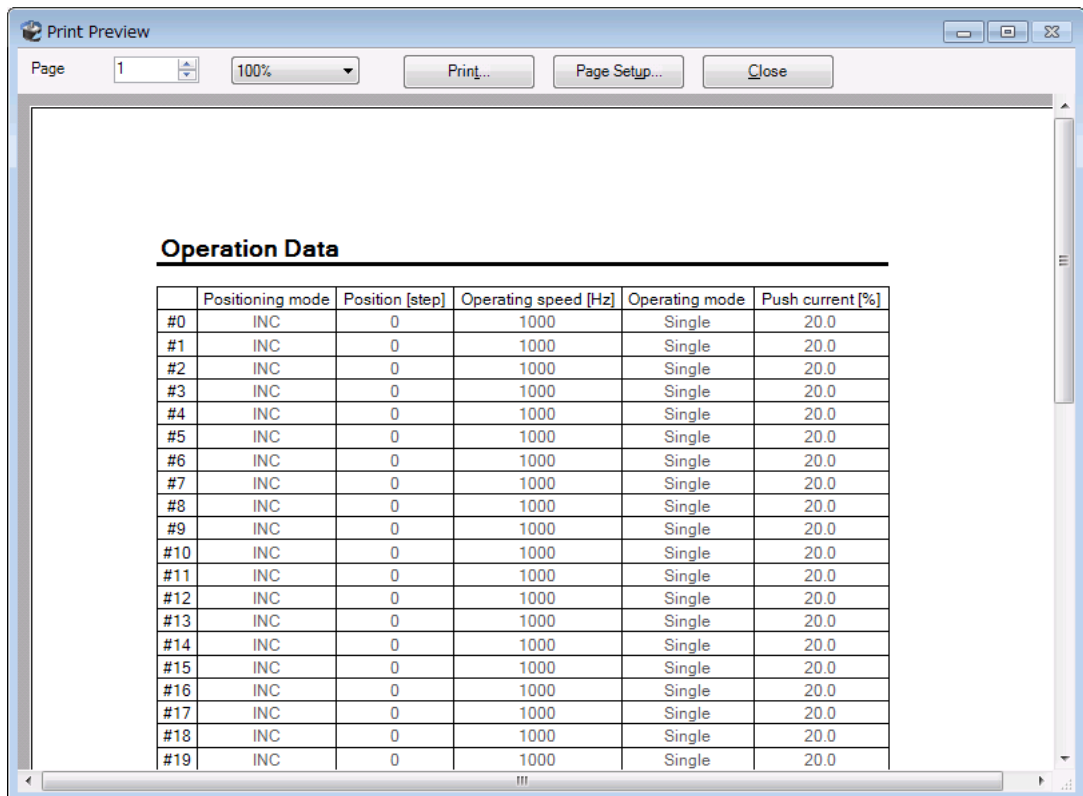 Print Preview
Page 1 100% Print... Page Setup... Close
Operation Data
Positioning mode Position [step] Operating speed [Hz] Operating mode Push current [%]
#0 INC 0 1000 Single 20.0
#1 INC 0 1000 Single 20.0
#2 INC 0 1000 Single 20.0
#3 INC 0 1000 Single 20.0
#4 INC 0 1000 Single 20.0
#5 INC 0 1000 Single 20.0
#6 INC 0 1000 Single 20.0
#7 INC 0 1000 Single 20.0
#8 INC 0 1000 Single 20.0
#9 INC 0 1000 Single 20.0
#10 INC 0 1000 Single 20.0
#11 INC 0 1000 Single 20.0
#12 INC 0 1000 Single 20.0
#13 INC 0 1000 Single 20.0
#14 INC 0 1000 Single 20.0
#15 INC 0 1000 Single 20.0
#16 INC 0 1000 Single 20.0
#17 INC 0 1000 Single 20.0
#18 INC 0 1000 Single 20.0
#19 INC 0 1000 Single 20.0